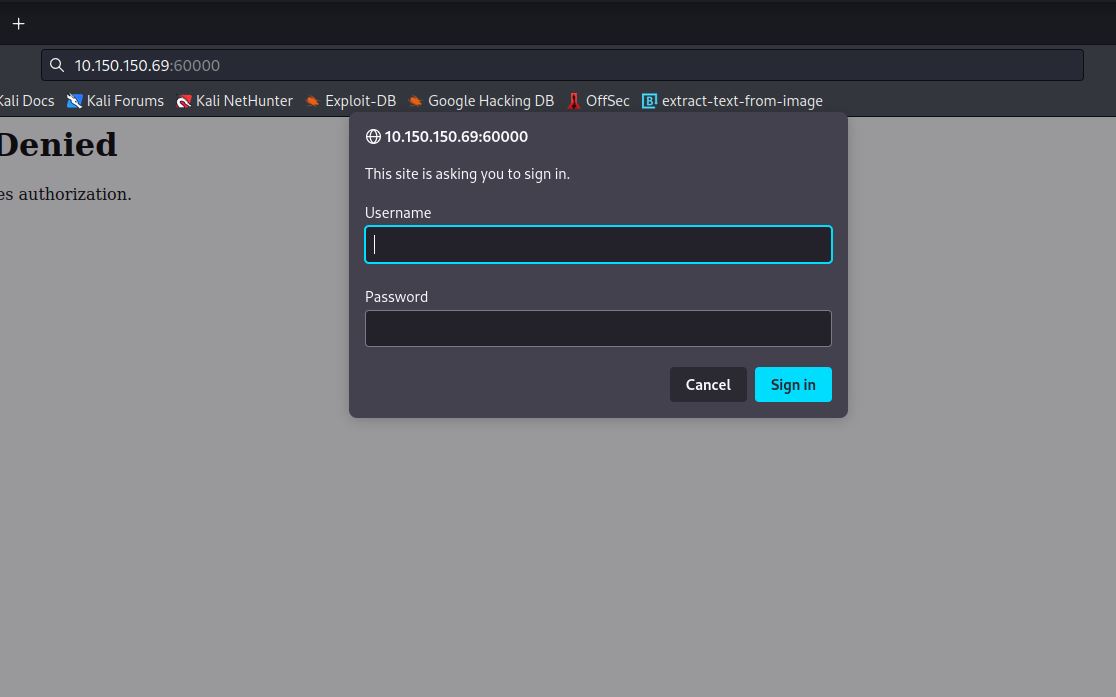 +
10.150.150.69:60000
Kali Docs Kali Forums Kali NetHunter Exploit-DB Google Hacking DB OffSec B extract-text-from-image
Denied
es authorization.
10.150.150.69:60000
This site is asking you to sign in.
Username
Password
Cancel Sign in